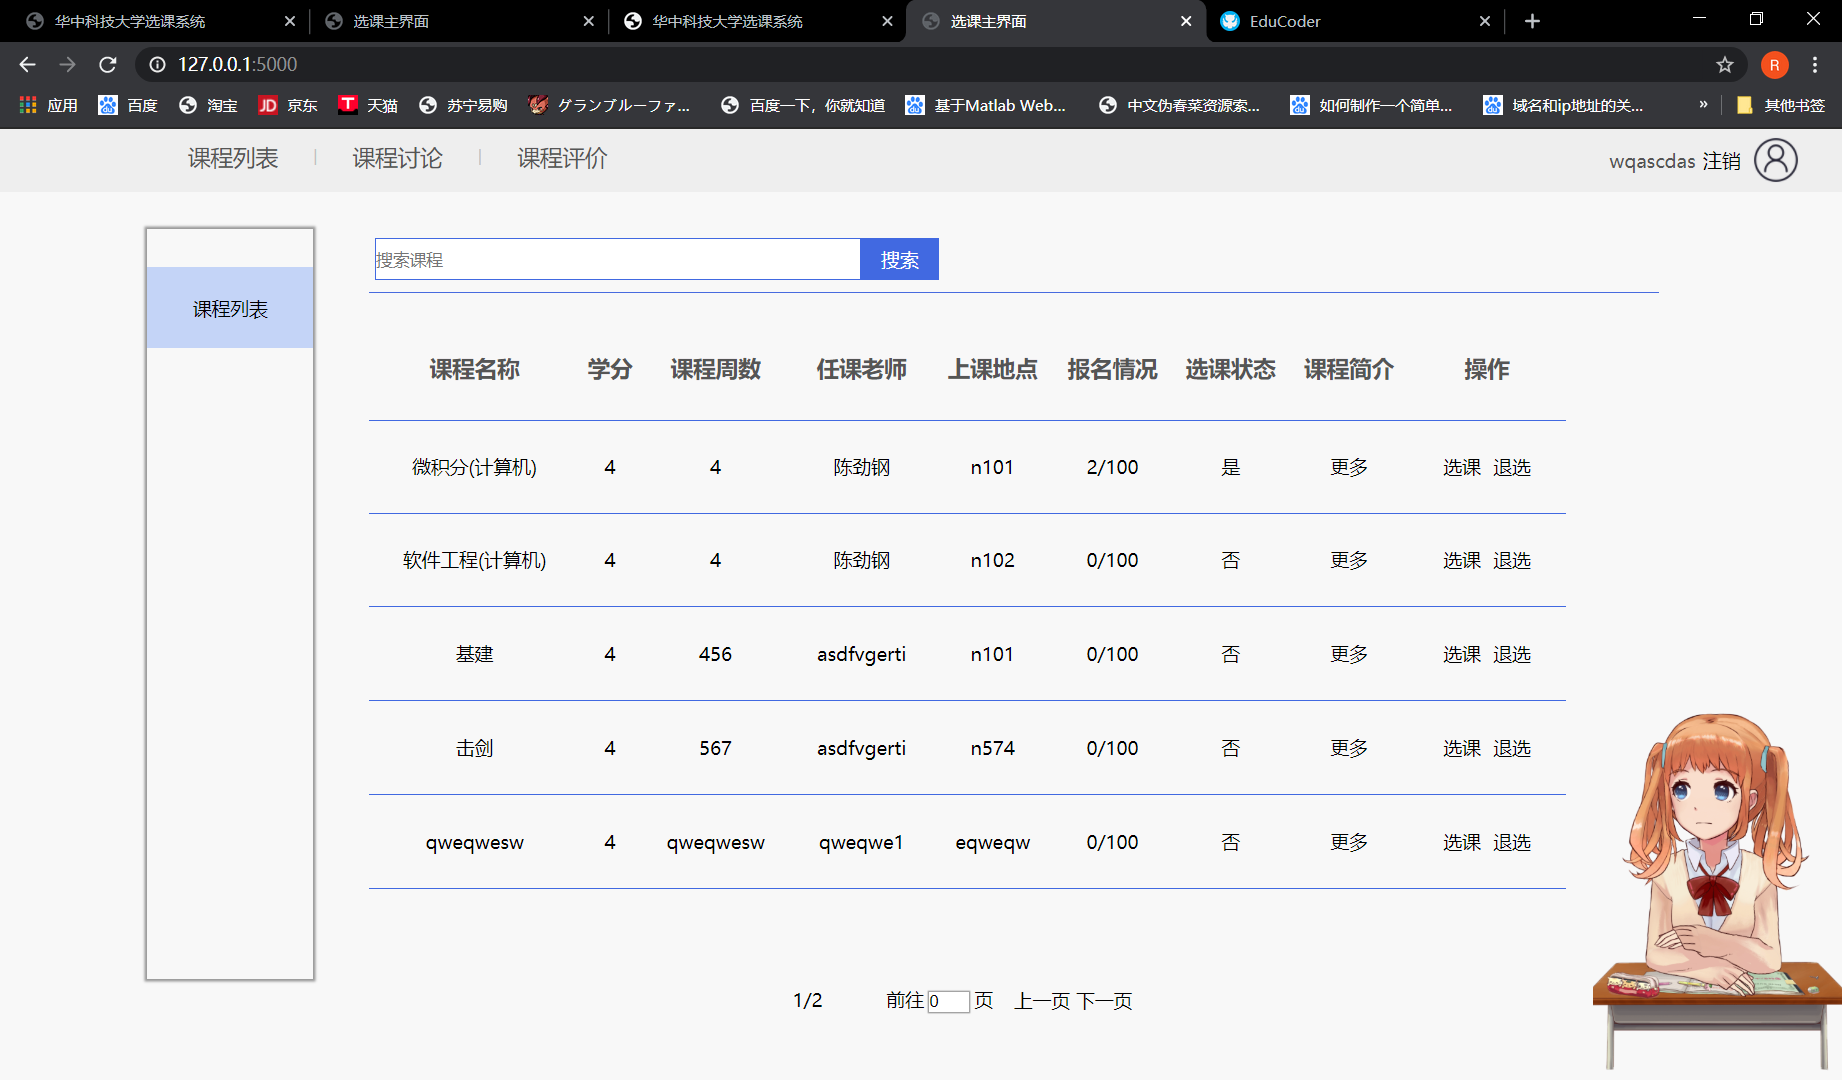 华中科技大学选课系统 选课主界面 华中科技大学选课系统 选课主界面 EduCoder
127.0.0.1:5000 R
应用 百度 淘宝 JD 京东 T 天猫 苏宁易购 グランブルーファ... 百度一下，你就知道 基于Matlab Web... 中文伪春菜资源索... 如何制作一个简单... 域名和ip地址的关... » 其他书签
课程列表 | 课程讨论 | 课程评价 wqascdas 注销
搜索课程 搜索
课程列表
课程名称 学分 课程周数 任课老师 上课地点 报名情况 选课状态 课程简介 操作
微积分(计算机) 4 4 陈劲钢 n101 2/100 是 更多 选课 退选
软件工程(计算机) 4 4 陈劲钢 n102 0/100 否 更多 选课 退选
基建 4 456 asdfvgerti n101 0/100 否 更多 选课 退选
击剑 4 567 asdfvgerti n574 0/100 否 更多 选课 退选
qweqwesw 4 qweqwesw qweqwe1 eqweqw 0/100 否 更多 选课 退选
1/2 前往 0 页 上一页 下一页